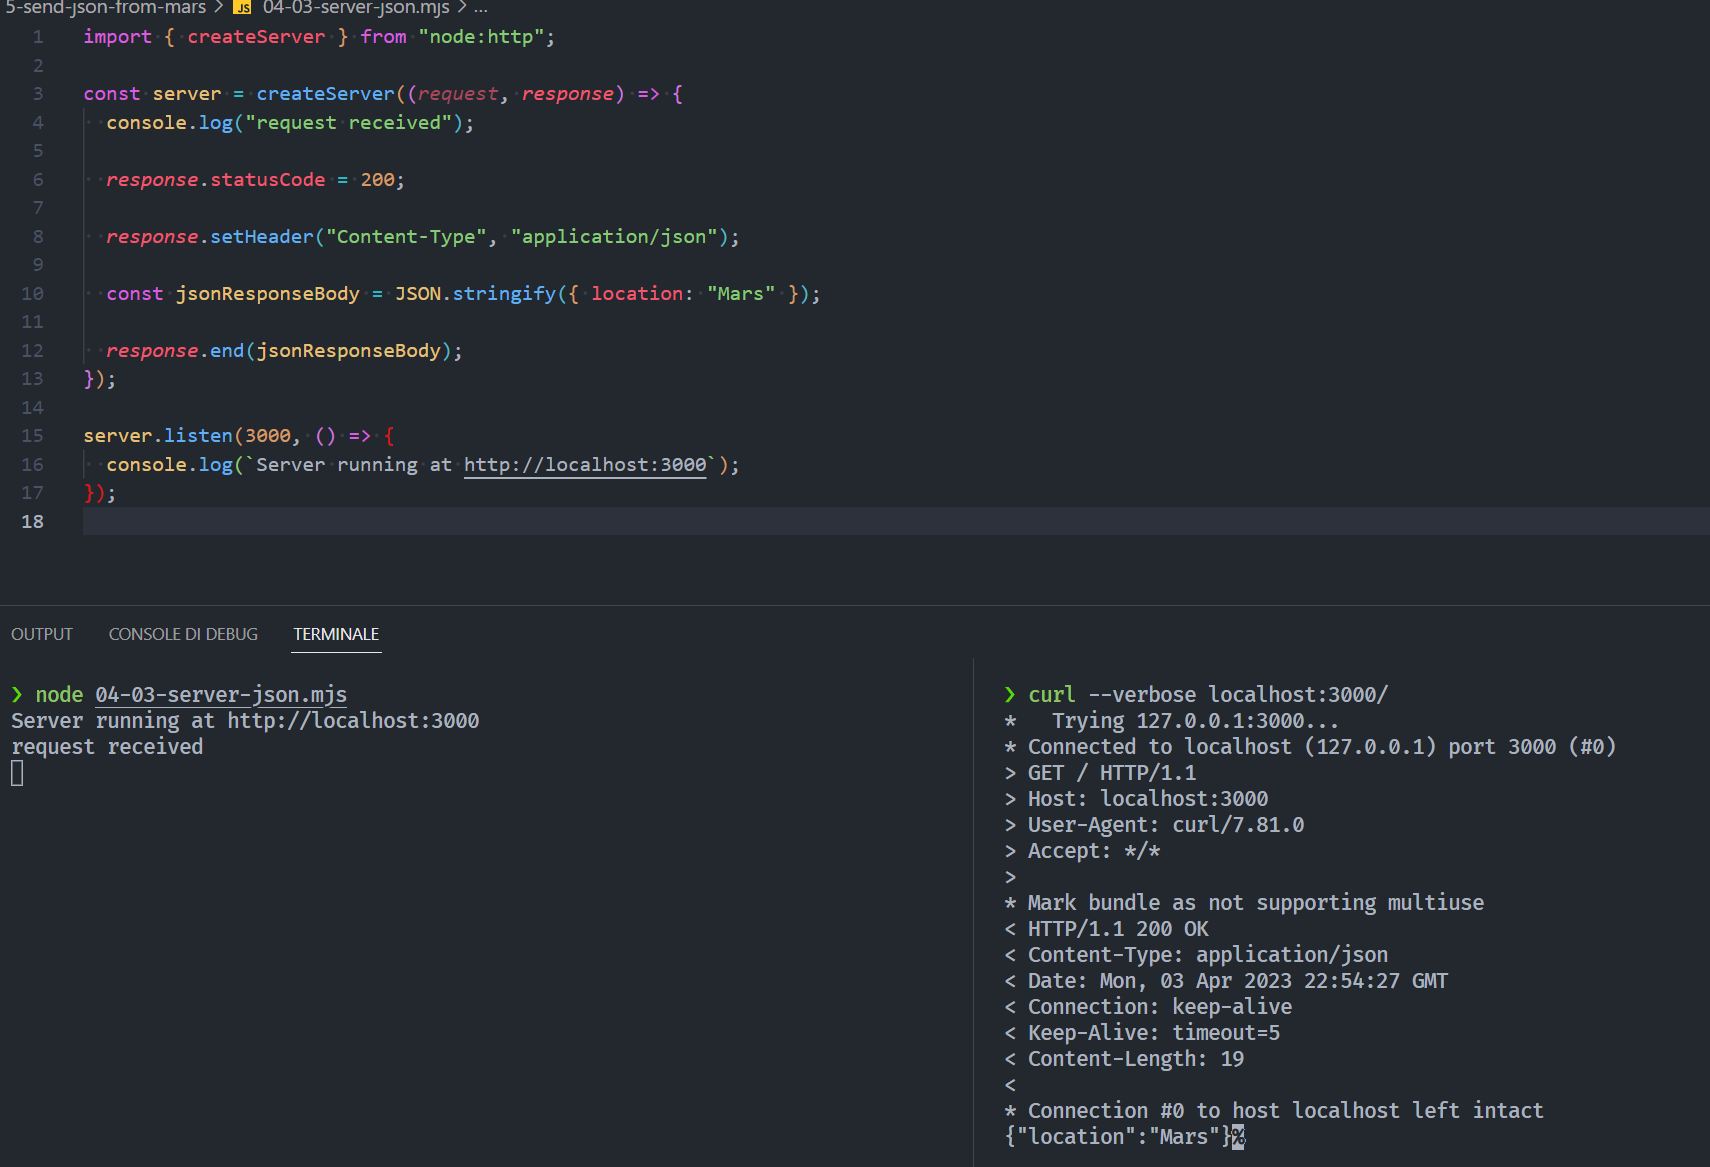 5-send-json-from-mars > JS 04-03-server-json.mjs > ...
1 import { createServer } from "node:http";
2
3 const server = createServer((request, response) => {
4 console.log("request received");
5
6 response.statusCode = 200;
7
8 response.setHeader("Content-Type", "application/json");
9
10 const jsonResponseBody = JSON.stringify({ location: "Mars" });
11
12 response.end(jsonResponseBody);
13 });
14
15 server.listen(3000, () => {
16 console.log(`Server running at http://localhost:3000`);
17 });
18
OUTPUT CONSOLE DI DEBUG TERMINALE
❯ node 04-03-server-json.mjs
Server running at http://localhost:3000
request received
❯ curl --verbose localhost:3000/
*   Trying 127.0.0.1:3000...
* Connected to localhost (127.0.0.1) port 3000 (#0)
> GET / HTTP/1.1
> Host: localhost:3000
> User-Agent: curl/7.81.0
> Accept: */*
>
* Mark bundle as not supporting multiuse
< HTTP/1.1 200 OK
< Content-Type: application/json
< Date: Mon, 03 Apr 2023 22:54:27 GMT
< Connection: keep-alive
< Keep-Alive: timeout=5
< Content-Length: 19
<
* Connection #0 to host localhost left intact
{"location":"Mars"}%